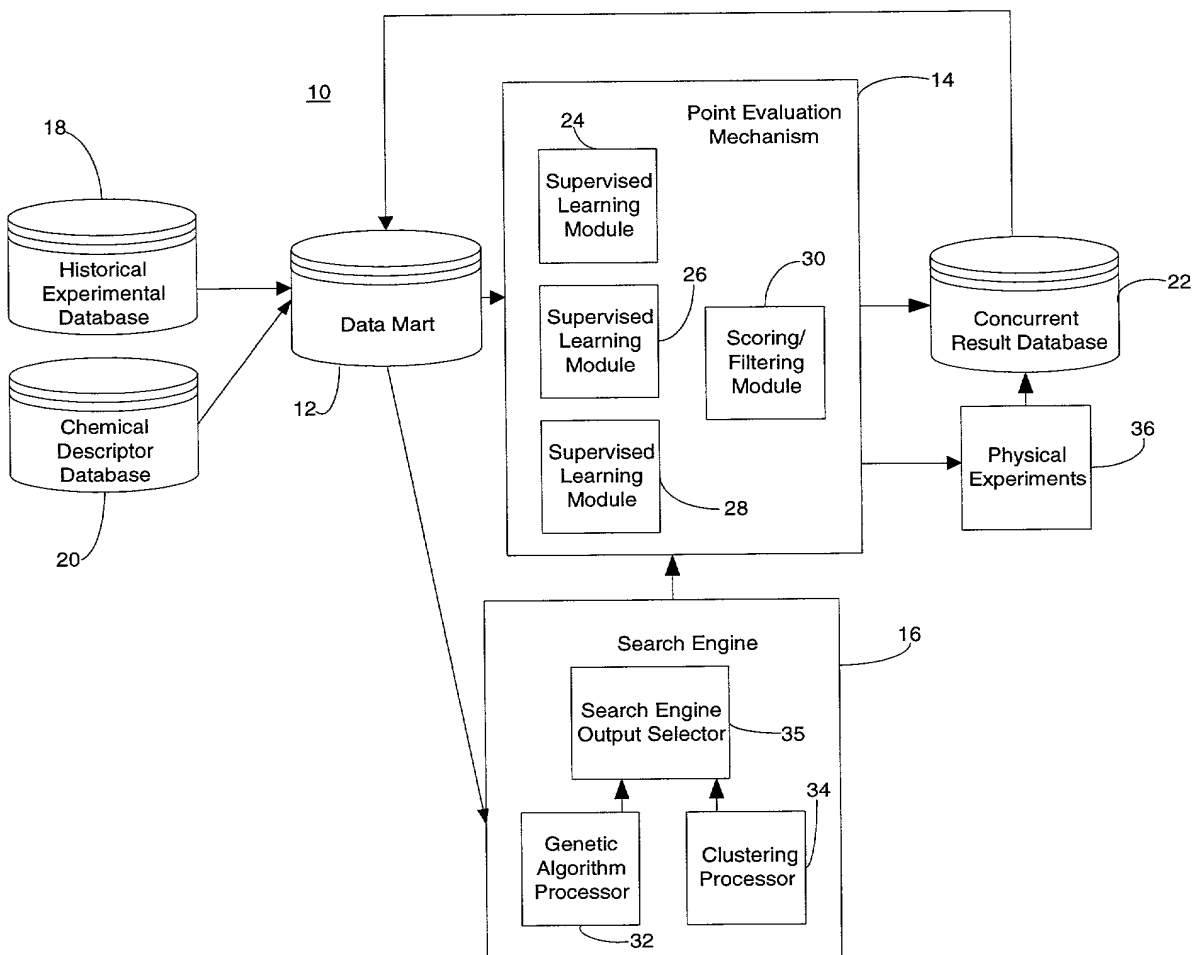 10
14
18
Point Evaluation
Mechanism
24
Supervised
Learning
Module
Historical
Experimental
Database
Data Mart
26
30
22
Supervised
Learning
Module
Scoring/
Filtering
Module
Concurrent
Result Database
12
Chemical
Descriptor
Database
Supervised
Learning
Module
28
Physical
Experiments
36
20
Search Engine
16
Search Engine
Output Selector
35
34
Genetic
Algorithm
Processor
Clustering
Processor
32